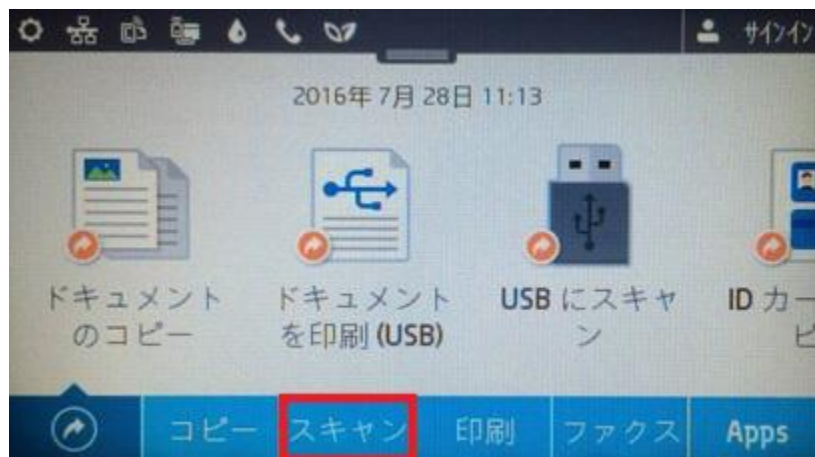 サインイン
2016年 7月 28日 11:13
ドキュメント
のコピー
ドキュメント
を印刷 (USB)
USB にスキャ
ン
ID カー
ピ
コピー
スキャン
印刷
ファクス
Apps